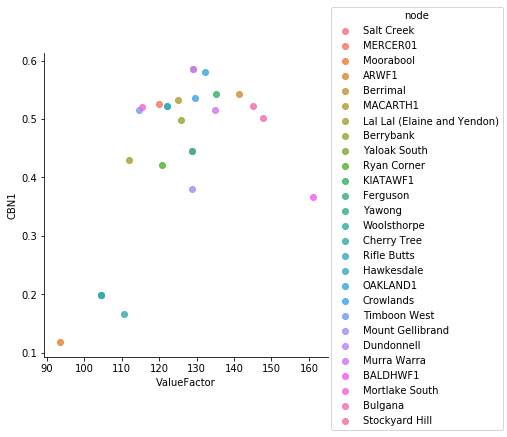 node
Salt Creek
MERCER01
Moorabool
ARWF1
Berrimal
MACARTH1
Lal Lal (Elaine and Yendon)
Berrybank
Yaloak South
Ryan Corner
KIATAWF1
Ferguson
Yawong
Woolsthorpe
Cherry Tree
Rifle Butts
Hawkesdale
OAKLAND1
Crowlands
Timboon West
Mount Gellibrand
Dundonnell
Murra Warra
BALDHWF1
Mortlake South
Bulgana
Stockyard Hill
0.6
0.5
0.4
0.3
0.2
0.1
CBN1
90 100 110 120 130 140 150 160
ValueFactor